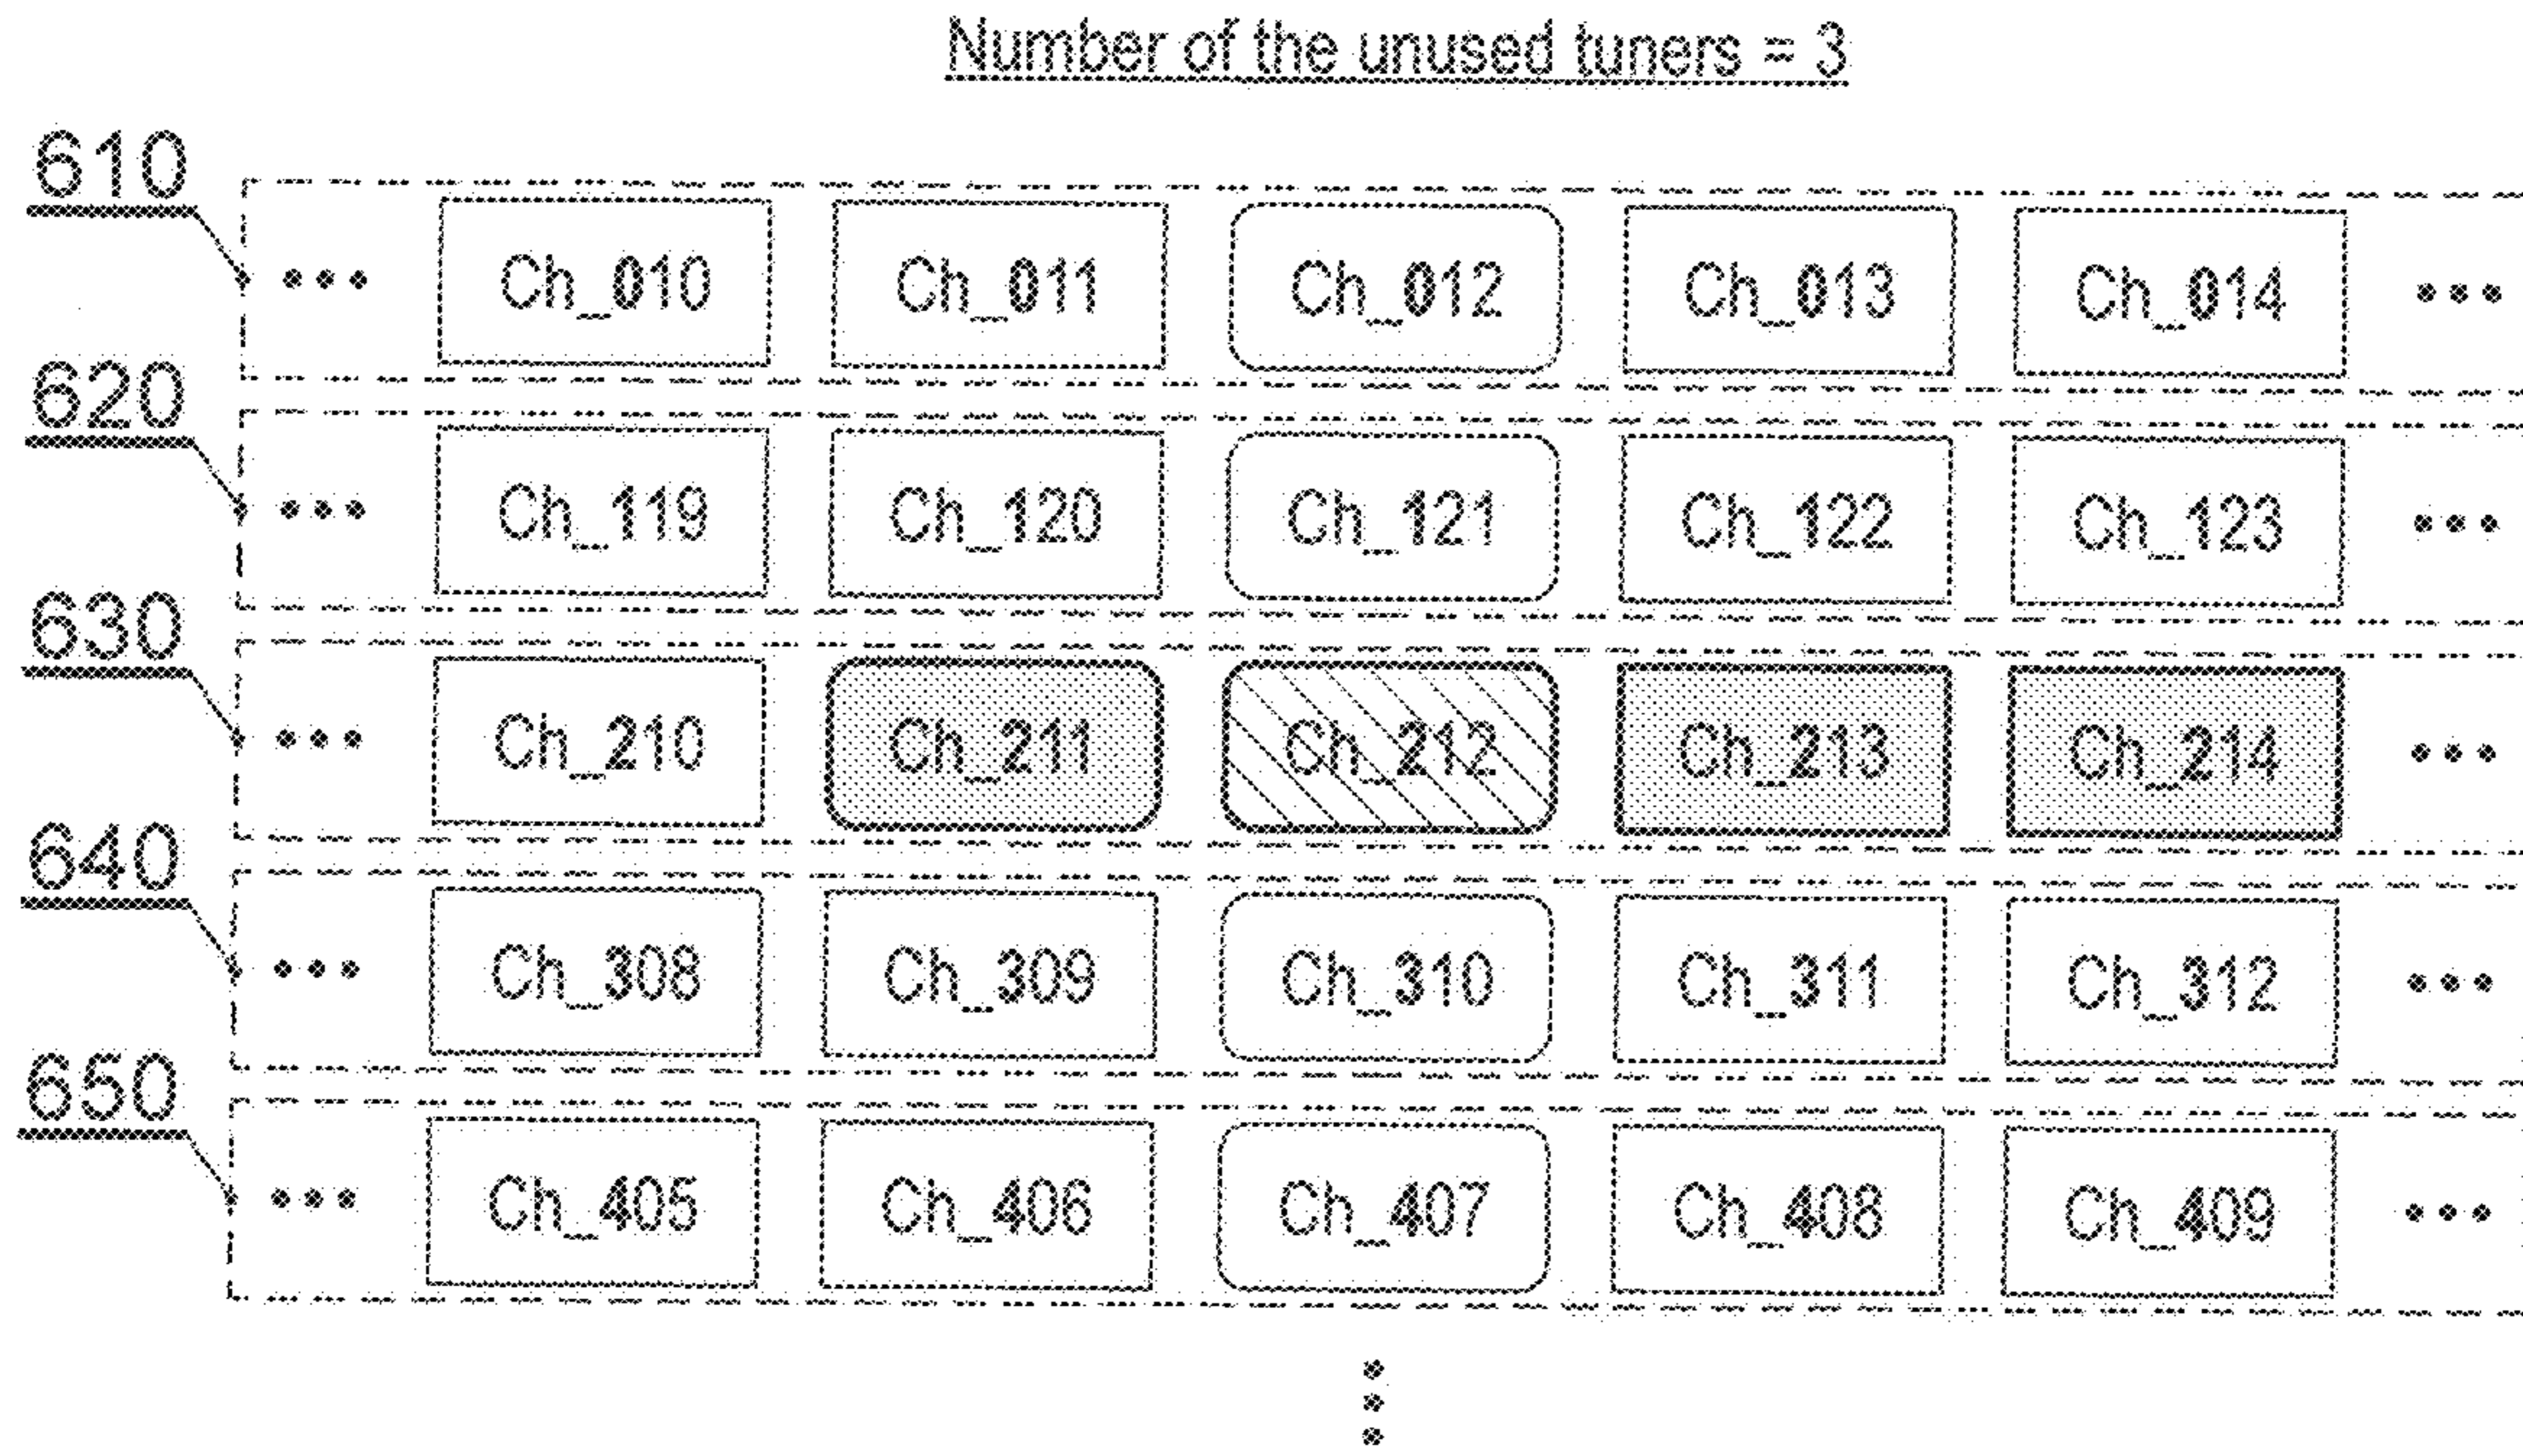 Number of the unused tuners = 3
610
••• Ch_010 Ch_011 Ch_012 Ch_013 Ch_014 •••
620
••• Ch_119 Ch_120 Ch_121 Ch_122 Ch_123 •••
630
••• Ch_210 Ch_211 Ch_212 Ch_213 Ch_214 •••
640
••• Ch_308 Ch_309 Ch_310 Ch_311 Ch_312 •••
650
••• Ch_405 Ch_406 Ch_407 Ch_408 Ch_409 •••